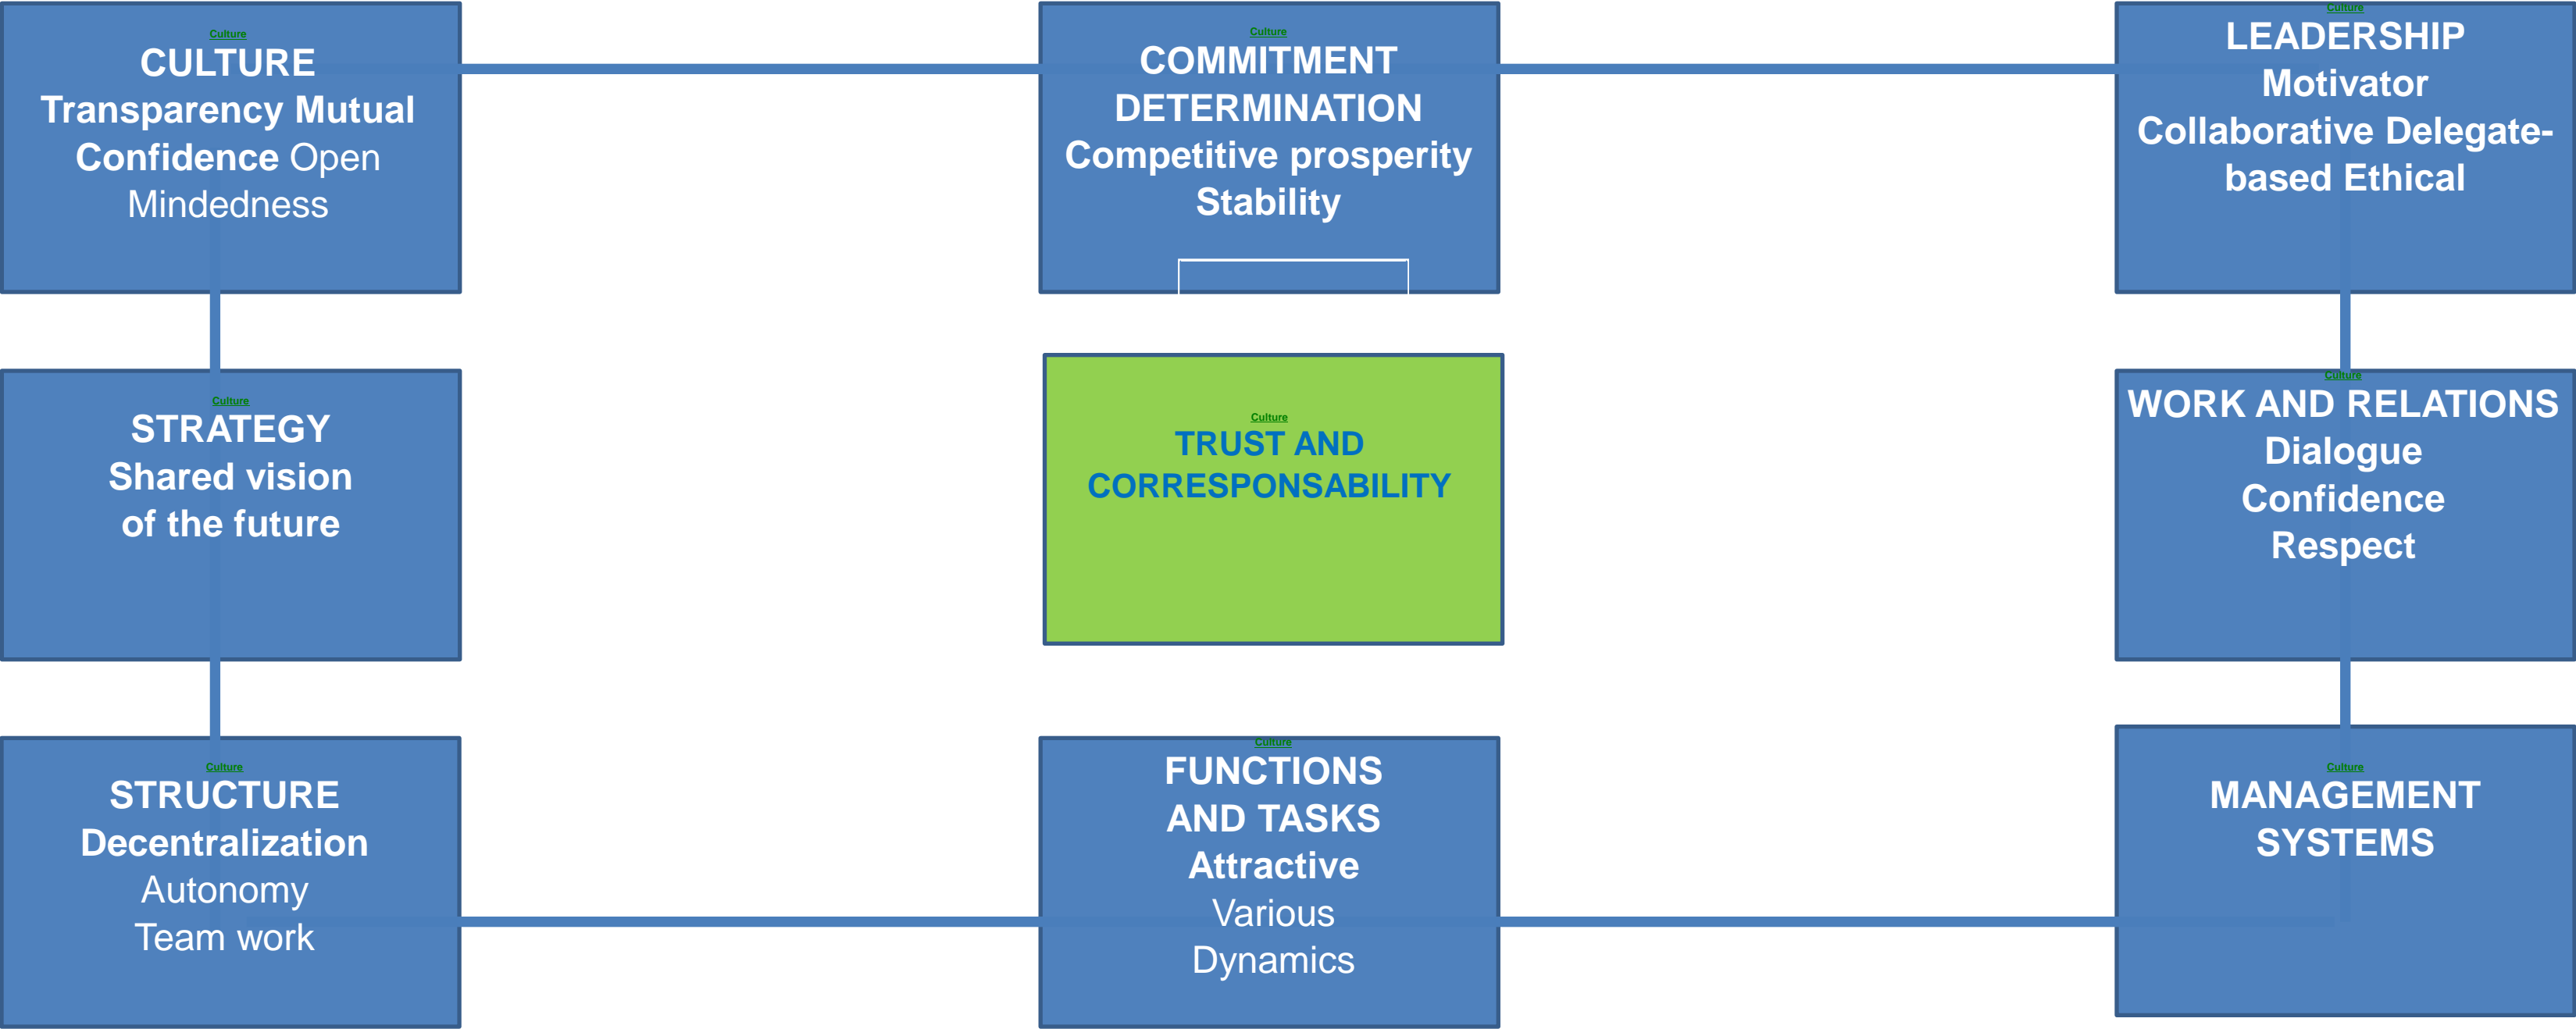 Culture
CULTURE
Transparency Mutual
Confidence Open
Mindedness
Culture
COMMITMENT
DETERMINATION
Competitive prosperity
Stability
Culture
LEADERSHIP
Motivator
Collaborative Delegate-
based Ethical
Culture
STRATEGY
Shared vision
of the future
Culture
TRUST AND
CORRESPONSABILITY
Culture
WORK AND RELATIONS
Dialogue
Confidence
Respect
Culture
STRUCTURE
Decentralization
Autonomy
Team work
Culture
FUNCTIONS
AND TASKS
Attractive
Various
Dynamics
Culture
MANAGEMENT
SYSTEMS